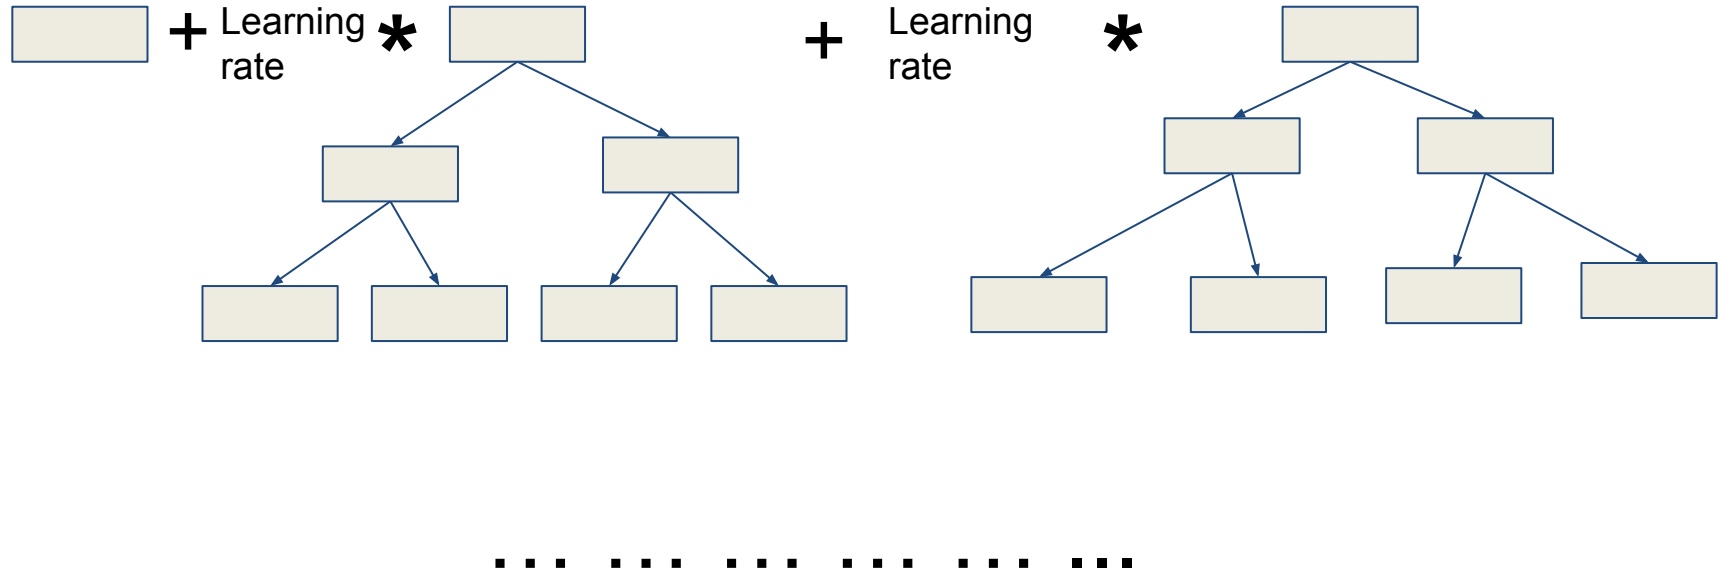 + Learning * + Learning *
rate rate
... ... ... ... ... ...